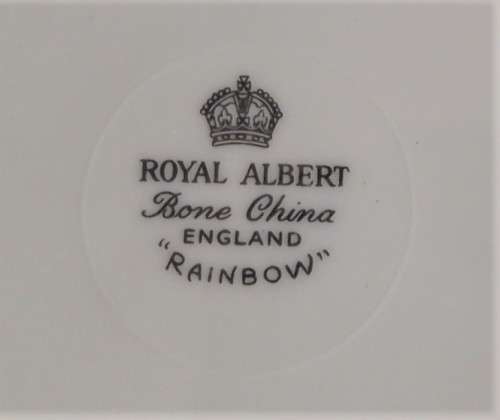 ROYAL ALBERT
Bone China
ENGLAND
"RAINBOW"